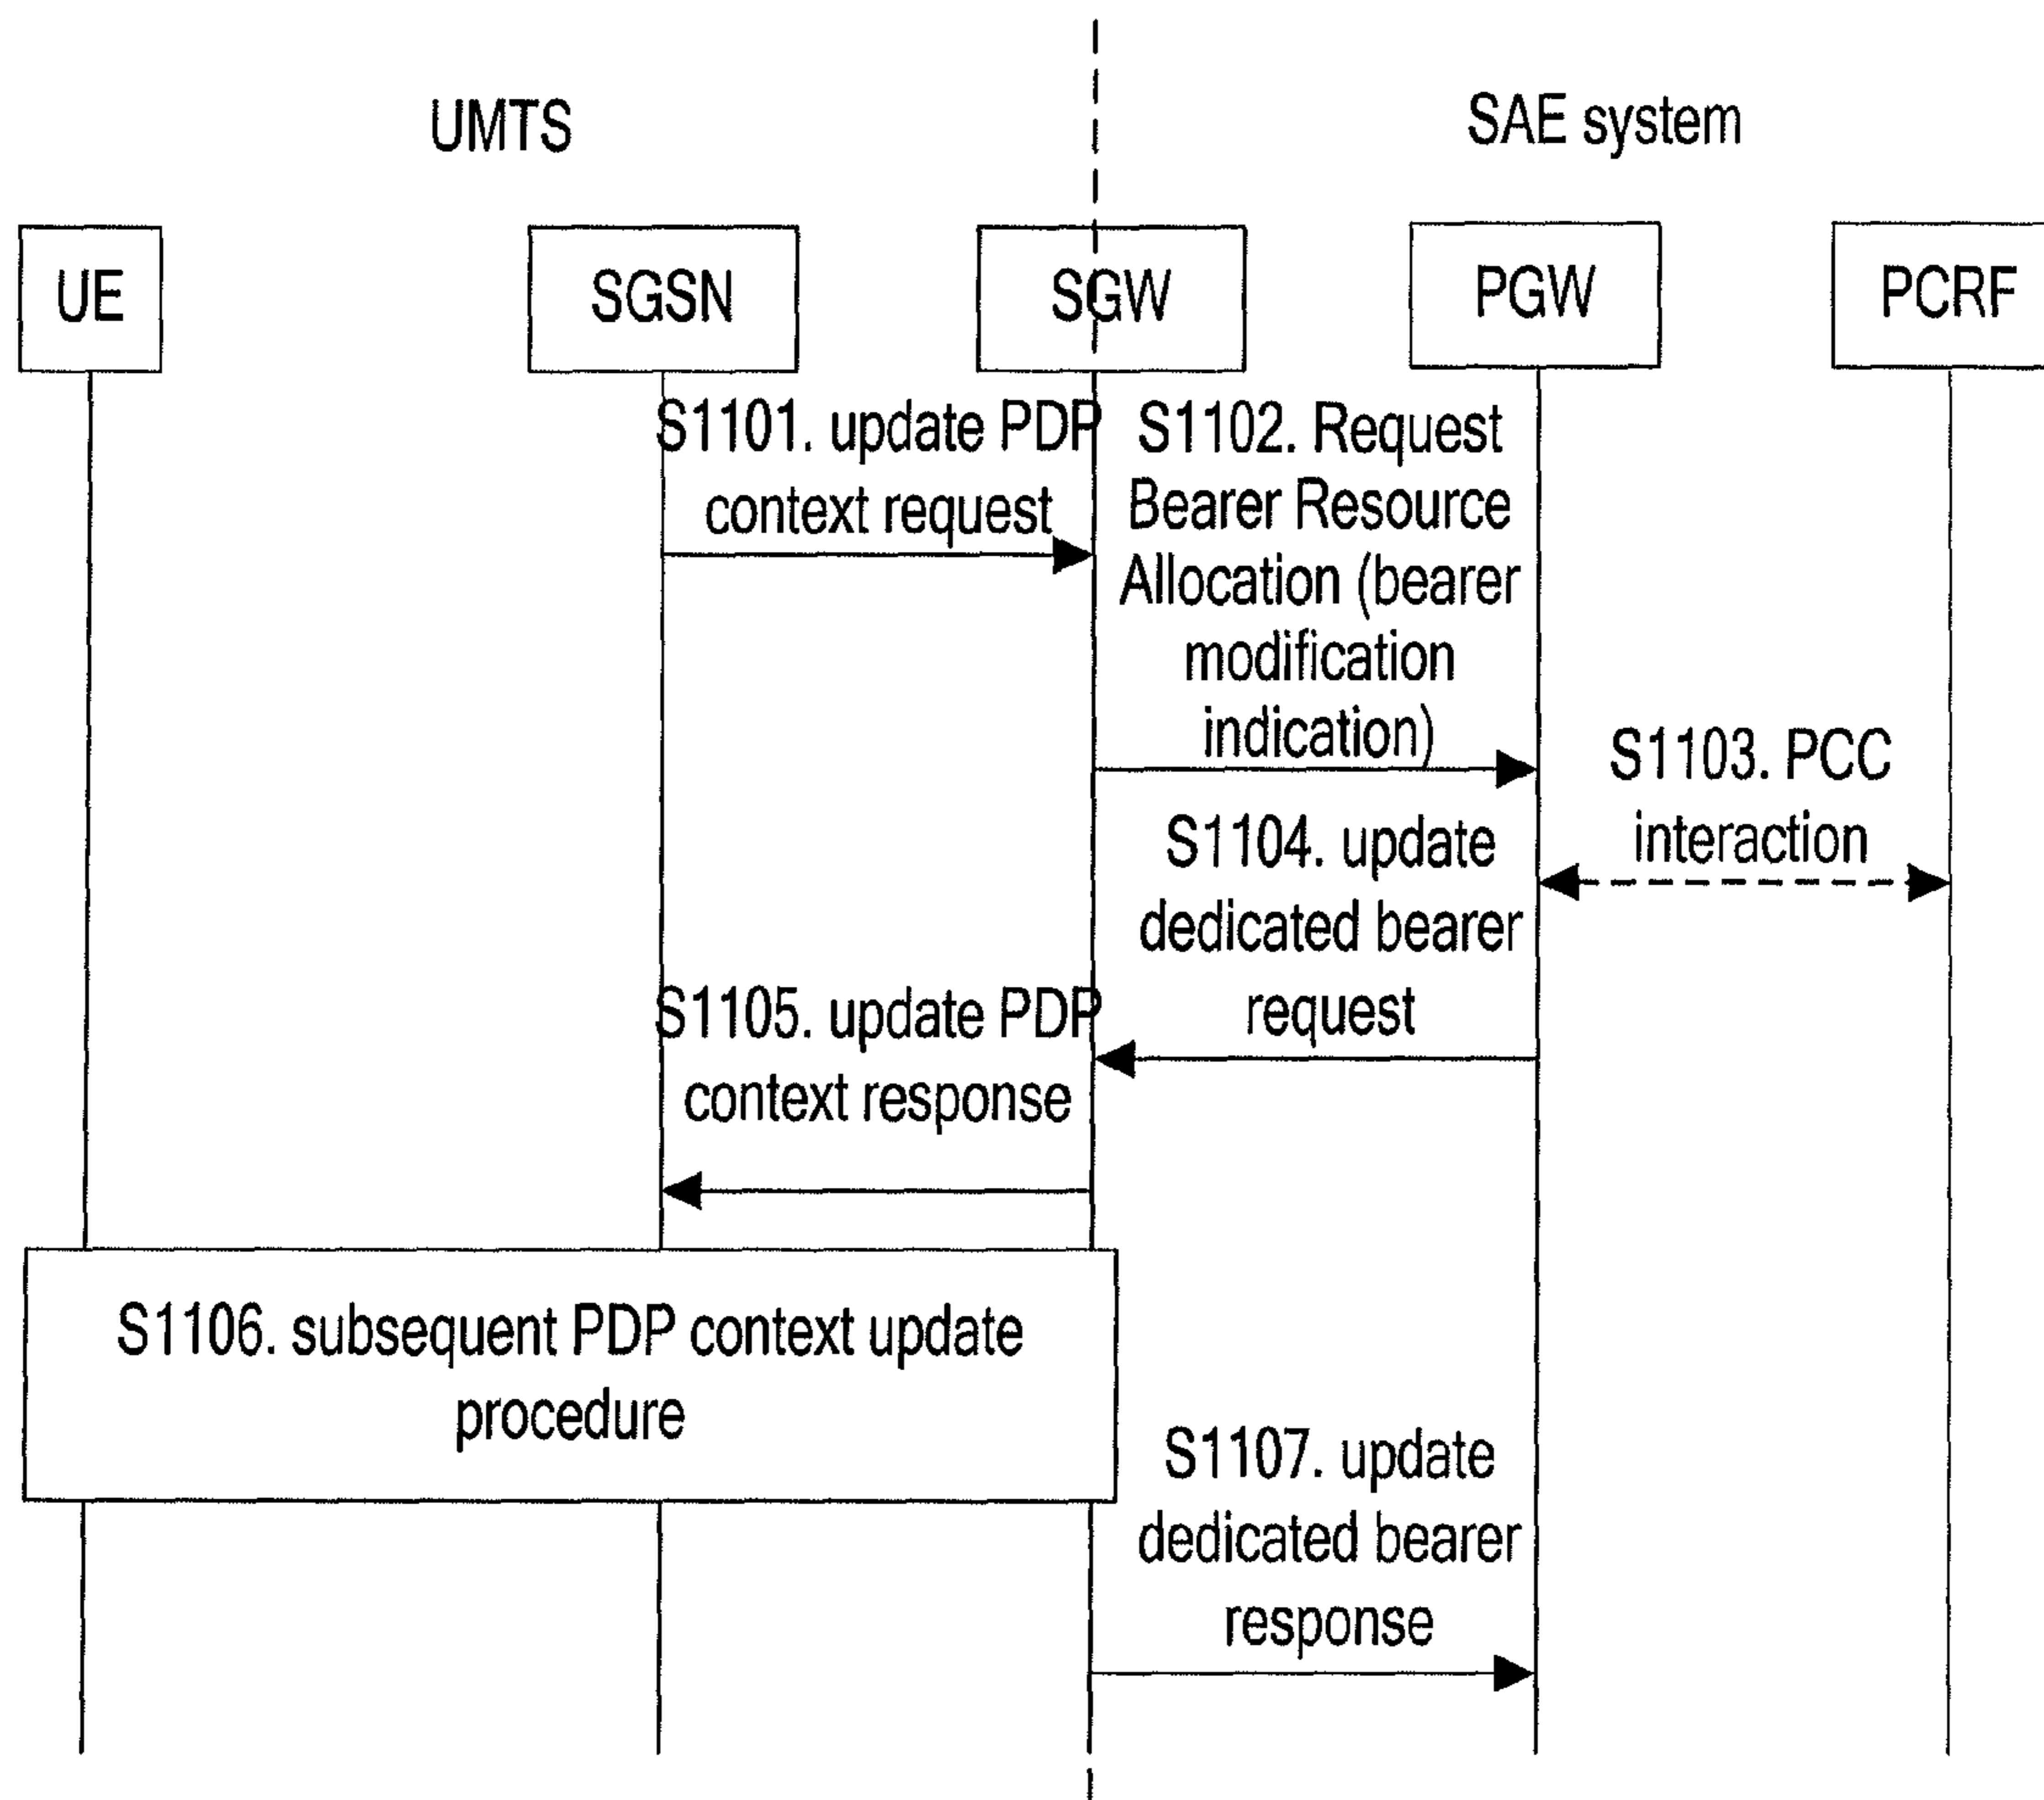 UMTS
SAE system
UE
SGSN
SGW
PGW
PCRF
S1101. update PDP
context request
S1102. Request
Bearer Resource
Allocation (bearer
modification
indication)
S1103. PCC
interaction
S1104. update
dedicated bearer
request
S1105. update PDP
context response
S1106. subsequent PDP context update
procedure
S1107. update
dedicated bearer
response